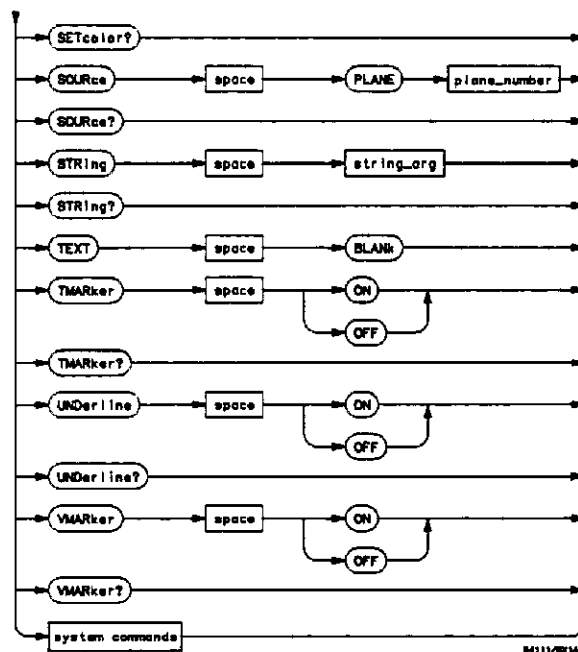 SETcolor?
SOURce space PLANE plane_number
SOURce?
STRing space string_arg
STRing?
TEXT space BLANk
TMARker space ON
OFF
TMARker?
UNDerline space ON
OFF
UNDerline?
VMARker space ON
OFF
VMARker?
system commands